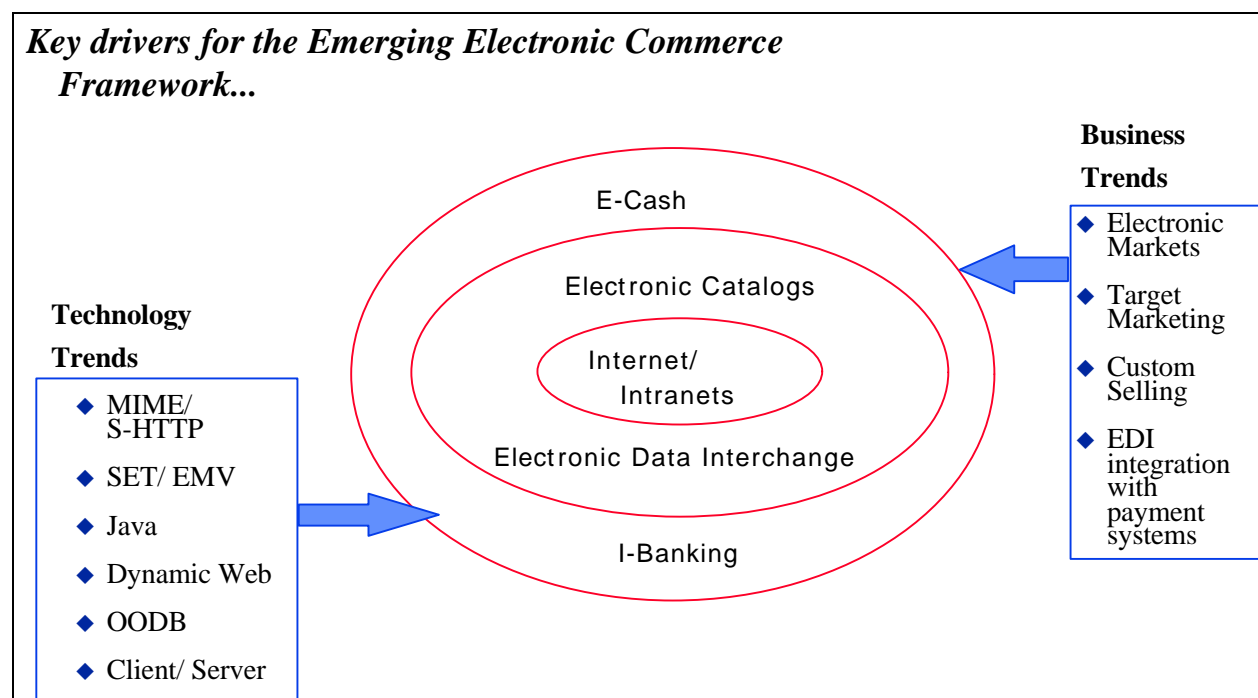 Key drivers for the Emerging Electronic Commerce
Framework...
Technology
Trends
MIME/
S-HTTP
SET/ EMV
Java
Dynamic Web
OODB
Client/ Server
E-Cash
Electronic Catalogs
Internet/
Intranets
Electronic Data Interchange
I-Banking
Business
Trends
Electronic
Markets
Target
Marketing
Custom
Selling
EDI
integration
with
payment
systems